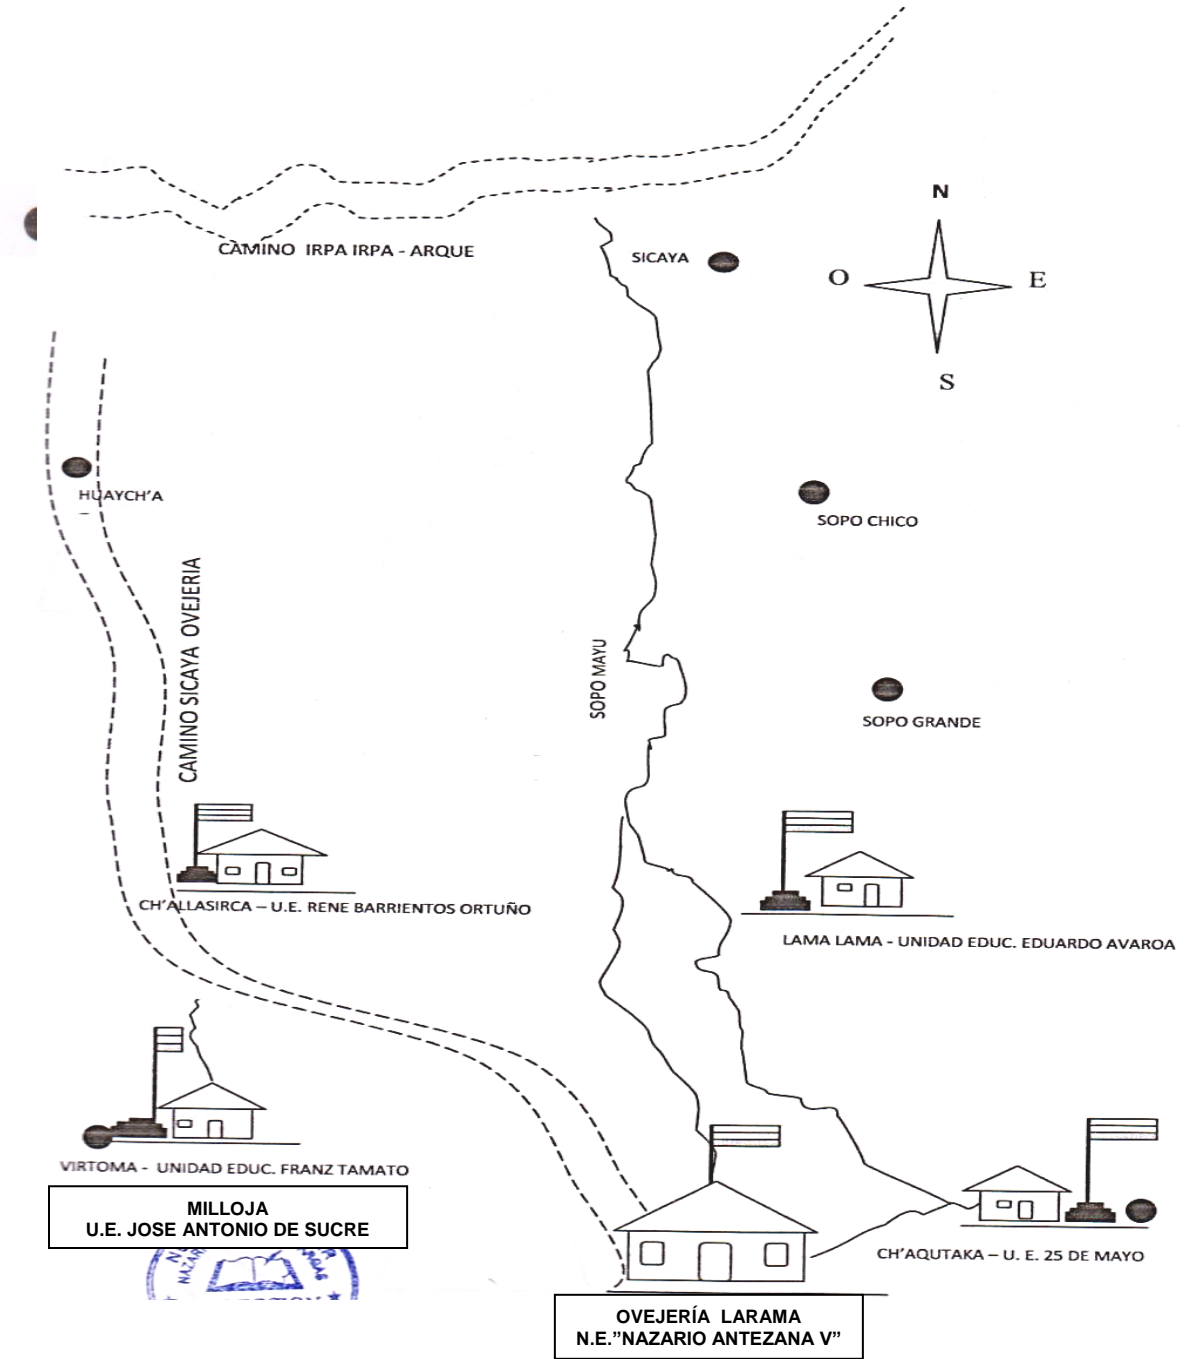 CAMINO IRPA IRPA - ARQUE
N
SICAYA
O
E
S
HUAYCH'A
SOPO CHICO
CAMINO SICAYA OVEJERIA
SOPO MAYU
SOPO GRANDE
CH'ALLASIRCA – U.E. RENE BARRIENTOS ORTUÑO
LAMA LAMA - UNIDAD EDUC. EDUARDO AVAROA
VIRTOMA - UNIDAD EDUC. FRANZ TAMATO
MILLOJA
U.E. JOSE ANTONIO DE SUCRE
CH'AQUTAKA – U. E. 25 DE MAYO
OVEJERÍA LARAMA
N.E."NAZARIO ANTEZANA V"